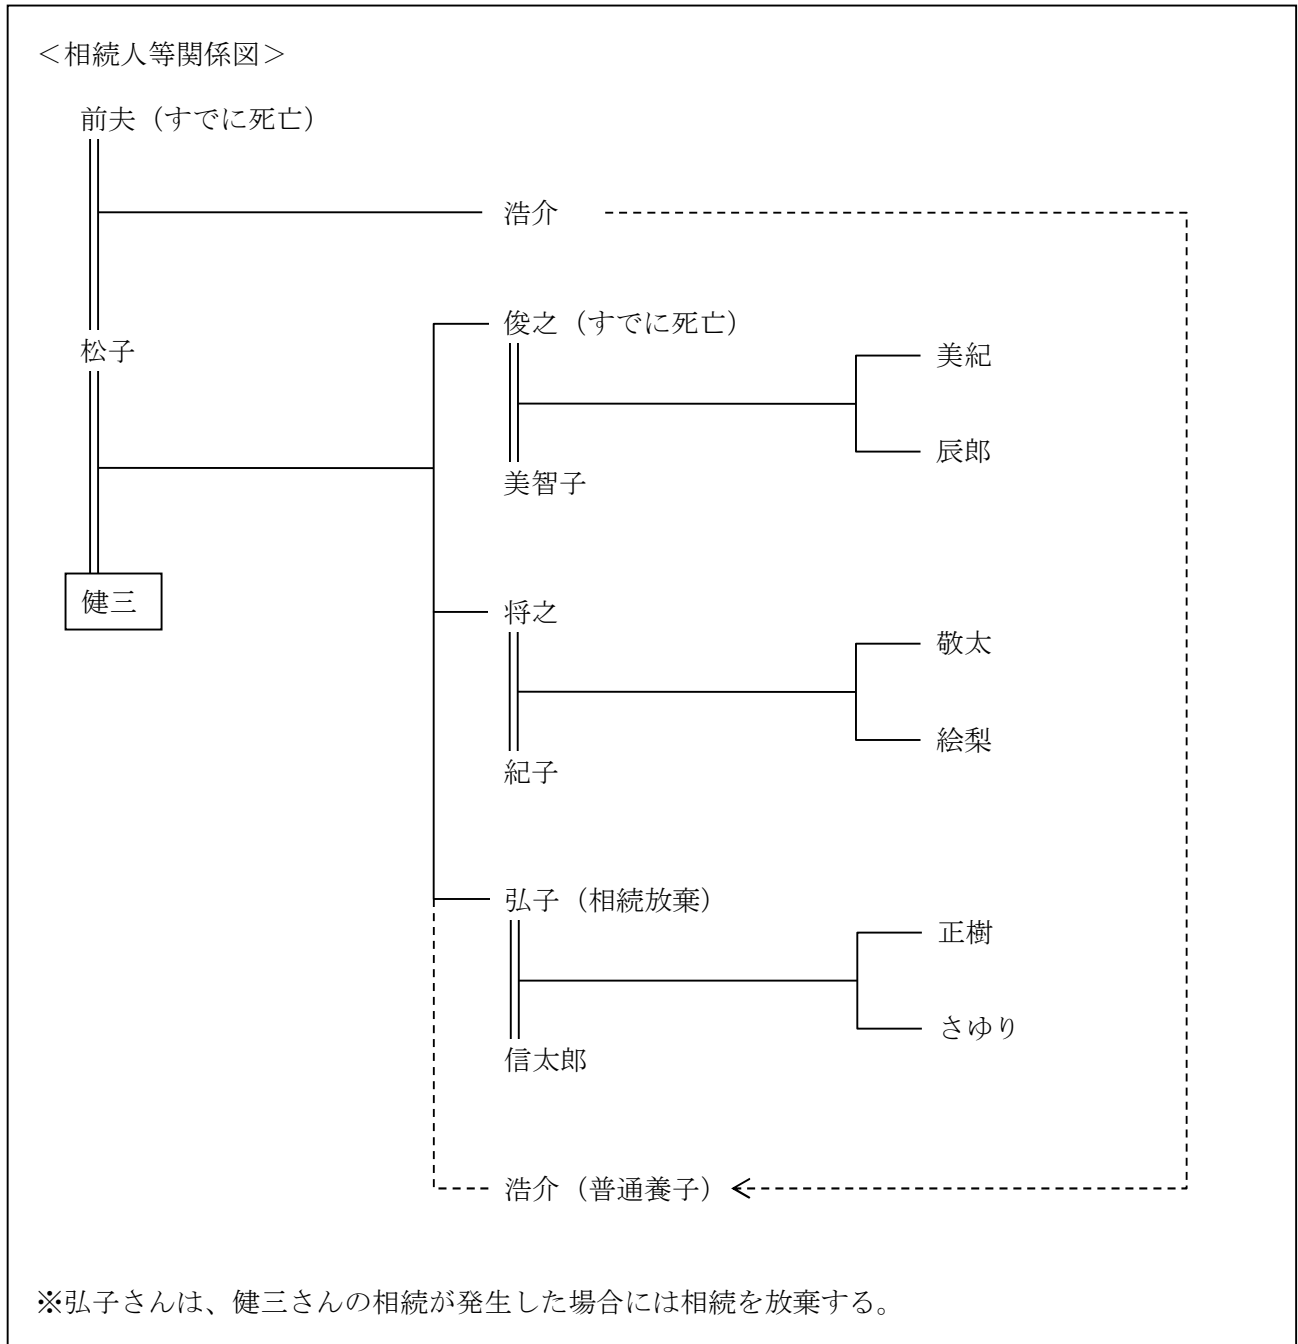 ＜相続人等関係図＞
前夫（すでに死亡）
浩介
俊之（すでに死亡）
松子
美紀
辰郎
美智子
健三
将之
敬太
絵梨
紀子
弘子（相続放棄）
正樹
さゆり
信太郎
浩介（普通養子）
※弘子さんは、健三さんの相続が発生した場合には相続を放棄する。